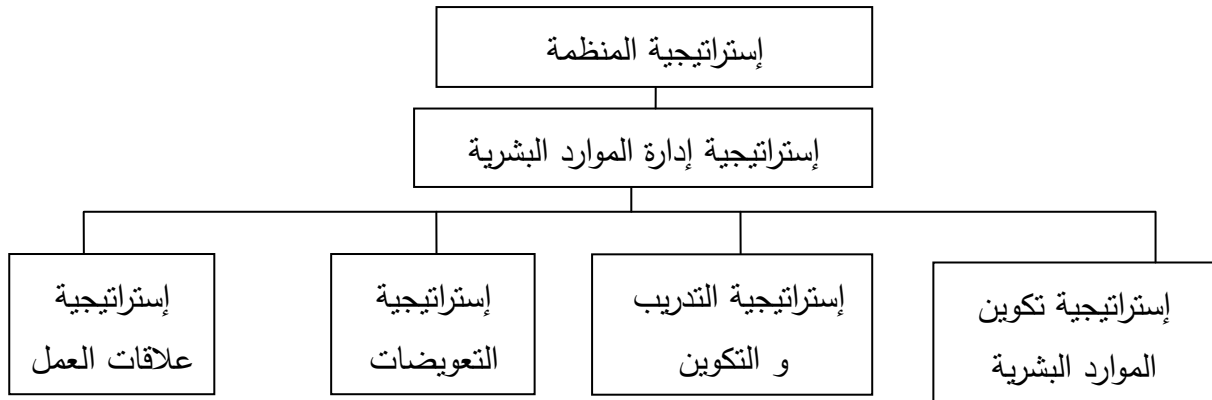 إستراتيجية المنظمة
إستراتيجية إدارة الموارد البشرية
إستراتيجية تكوين
الموارد البشرية
إستراتيجية التدريب
و التكوين
إستراتيجية
التعويضات
إستراتيجية
علاقات العمل